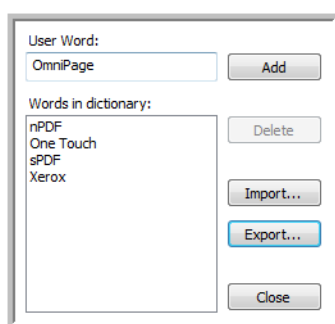 User Word:
OmniPage
Add
Words in dictionary:
nPDF
One Touch
sPDF
Xerox
Delete
Import...
Export...
Close